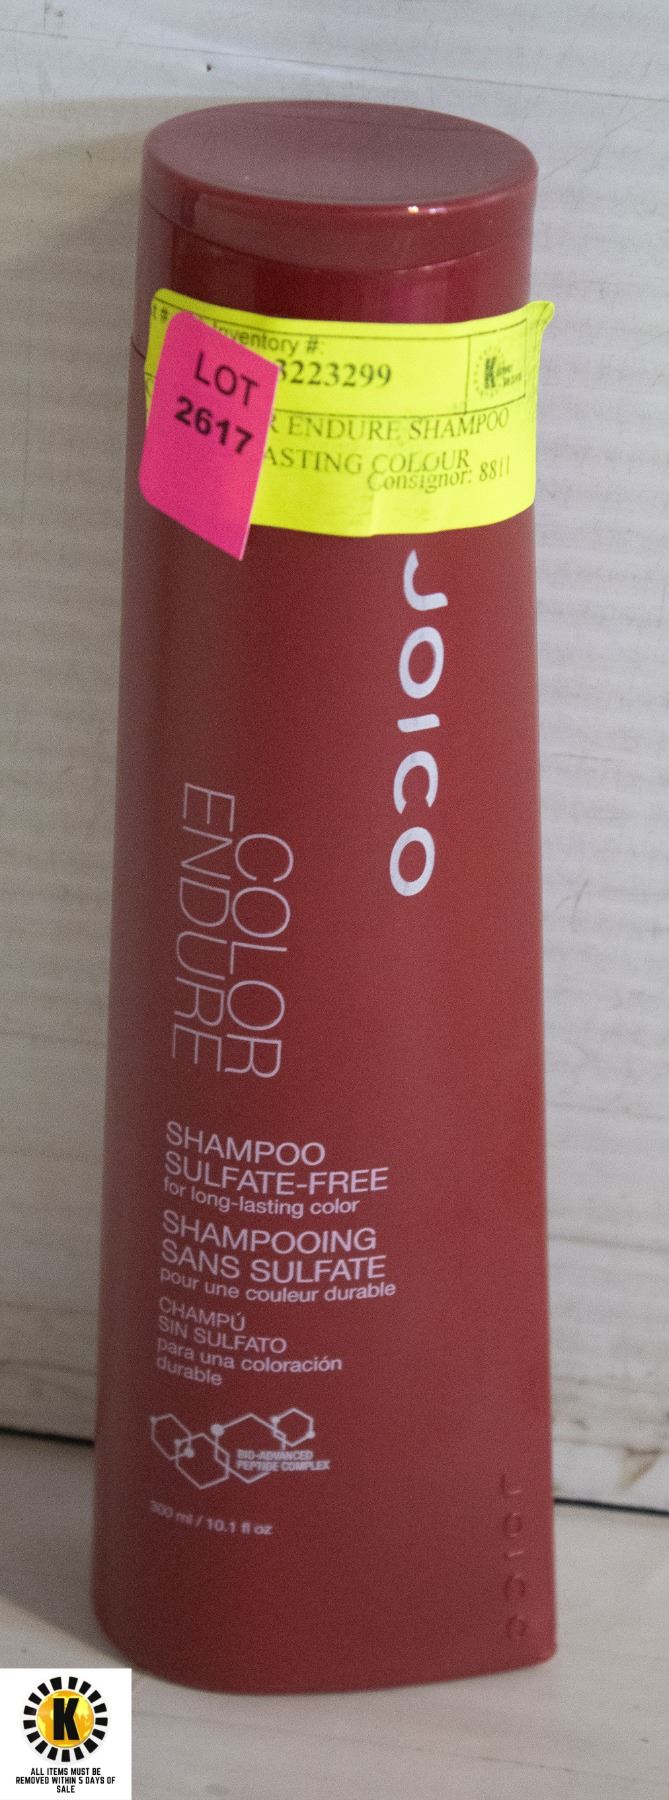 t #
Inventory #:
3223299
LOT
2617
R ENDURE SHAMPOO
ASTING COLOUR
Consignor: 8811
K
JOICO
COLOR
ENDURE
SHAMPOO
SULFATE-FREE
for long-lasting color
SHAMPOOING
SANS SULFATE
pour une couleur durable
CHAMPÚ
SIN SULFATO
para una coloración
durable
BIO-ADVANCED
PEPTIDE COMPLEX
300 ml / 10.1 fl oz
JOICO
K
ALL ITEMS MUST BE
REMOVED WITHIN 5 DAYS OF
SALE